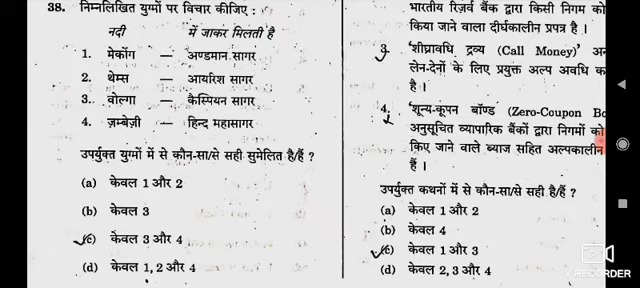 38. निम्नलिखित युग्मों पर विचार कीजिए :
नदी में जाकर मिलती है
1. मेकोंग — अण्डमान सागर
2. थेम्स — आयरिश सागर
3. वोल्गा — कैस्पियन सागर
4. ज़म्बेज़ी — हिन्द महासागर
उपर्युक्त युग्मों में से कौन-सा/से सही सुमेलित है/हैं ?
(a) केवल 1 और 2
(b) केवल 3
(c) केवल 3 और 4
(d) केवल 1, 2 और 4
भारतीय रिज़र्व बैंक द्वारा किसी निगम को
किया जाने वाला दीर्घकालीन प्रपत्र है ।
3. 'शीघ्रावधि द्रव्य (Call Money)'
लेन-देनों के लिए प्रयुक्त अल्प अवधि
है ।
4. 'शून्य-कूपन बॉण्ड (Zero-Coupon
अनुसूचित व्यापारिक बैंकों द्वारा निगमों को
किए जाने वाले ब्याज सहित अल्पकालीन
हैं ।
उपर्युक्त कथनों में से कौन-सा/से सही है/हैं ?
(a) केवल 1 और 2
(b) केवल 4
(c) केवल 1 और 3
(d) केवल 2, 3 और 4
V RECORDER